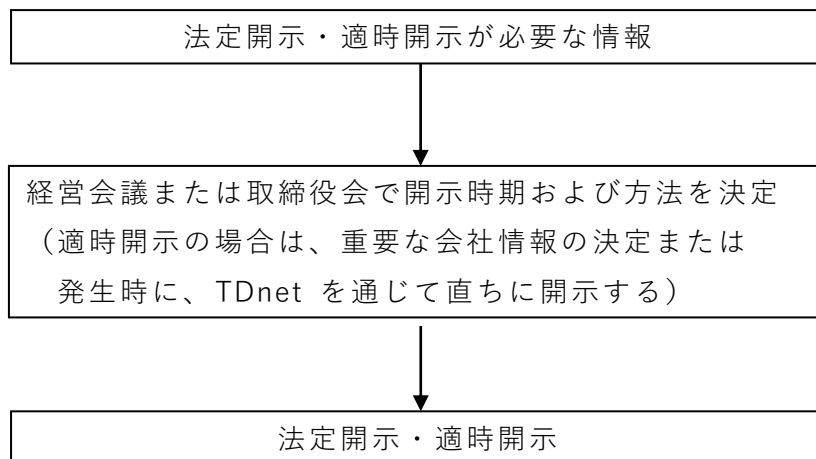 法定開示・適時開示が必要な情報
経営会議または取締役会で開示時期および方法を決定
（適時開示の場合は、重要な会社情報の決定または
発生時に、TDnet を通じて直ちに開示する）
法定開示・適時開示